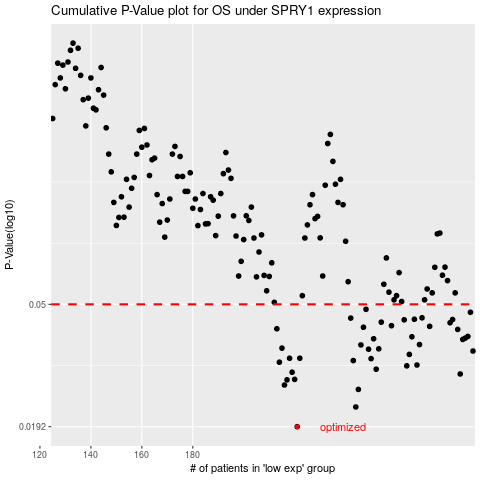 Cumulative P-Value plot for OS under SPRY1 expression
P-Value(log10)
0.05
0.0192
optimized
120 140 160 180
# of patients in 'low exp' group